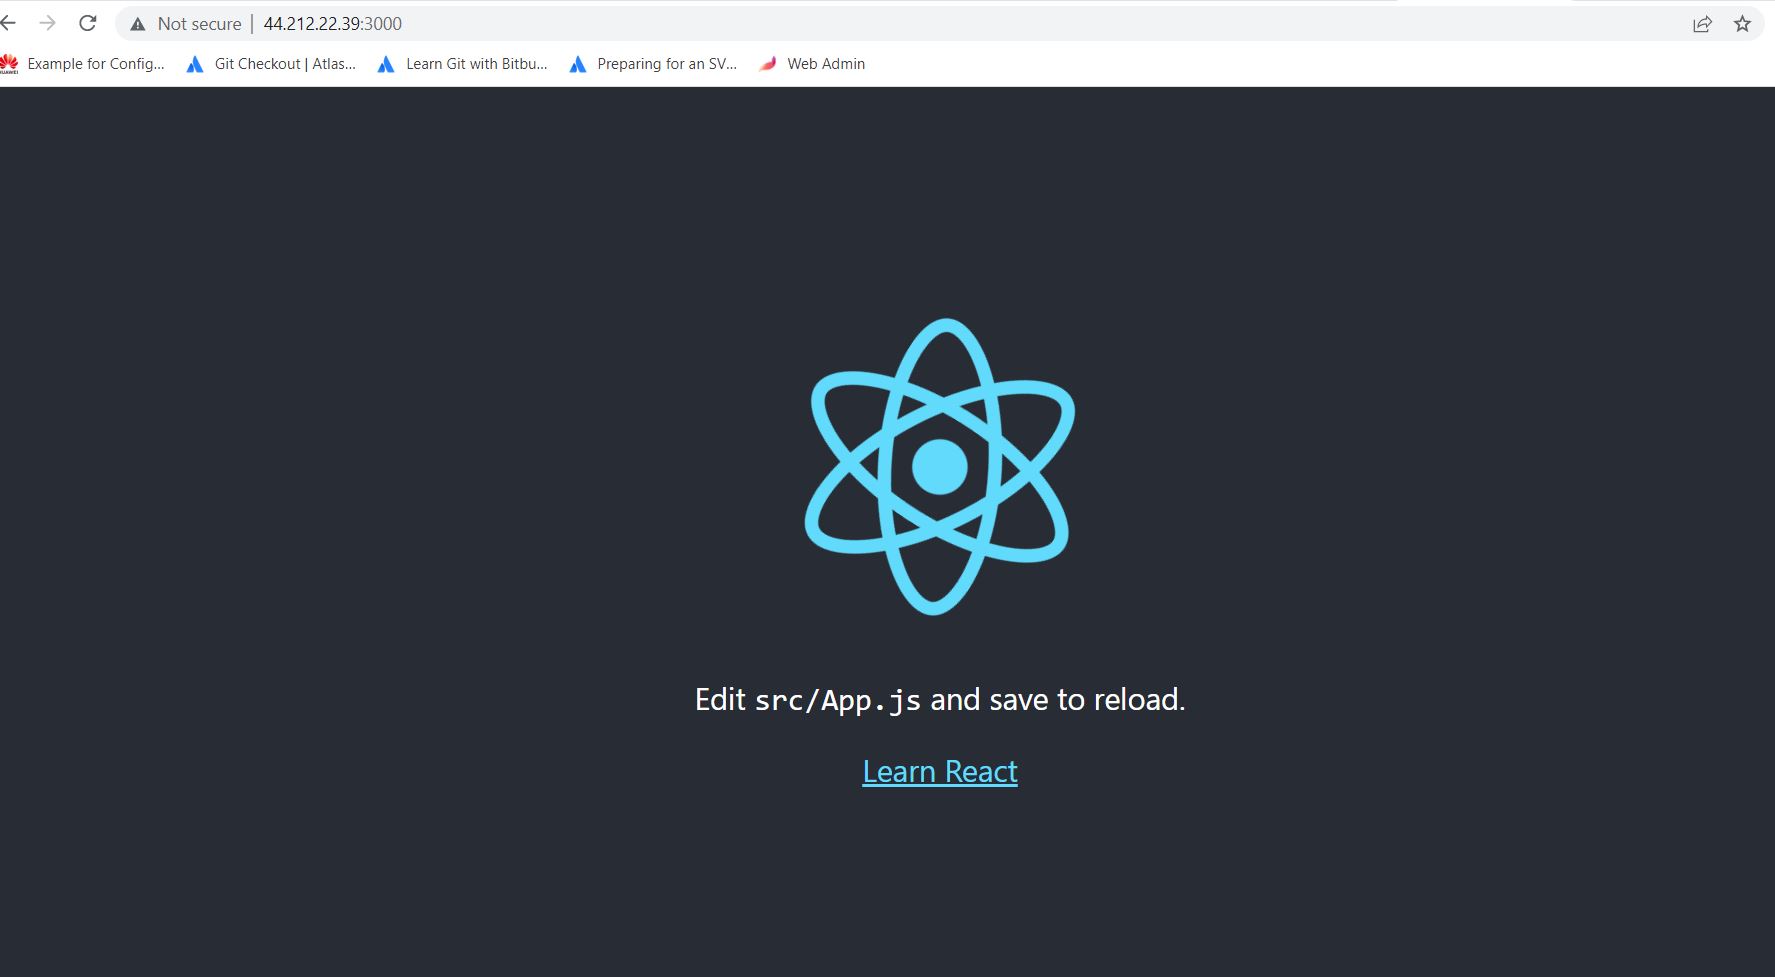 Not secure | 44.212.22.39:3000
Example for Config... Git Checkout | Atlas... Learn Git with Bitbu... Preparing for an SV... Web Admin
Edit src/App.js and save to reload.
Learn React